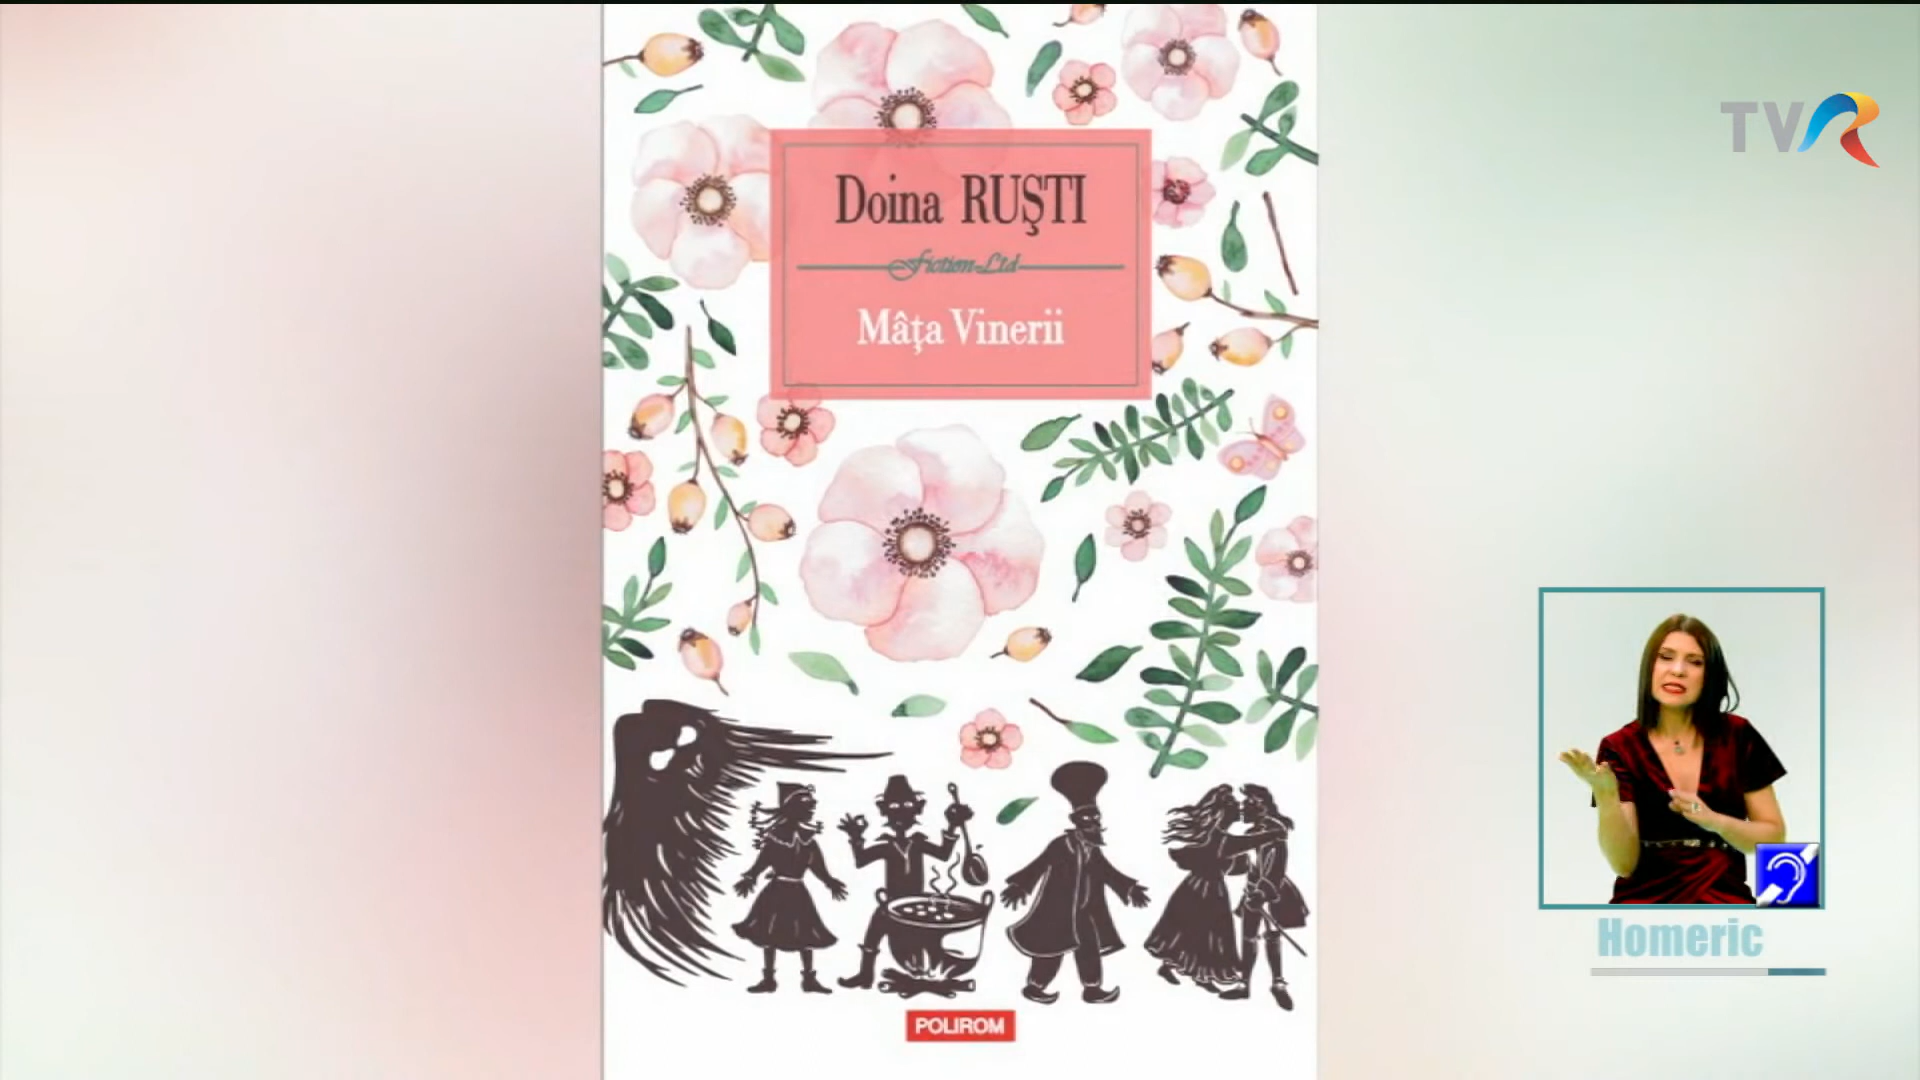 TVR
Doina RUŞTI
Fiction Ltd
Mâţa Vinerii
Homeric
POLIROM